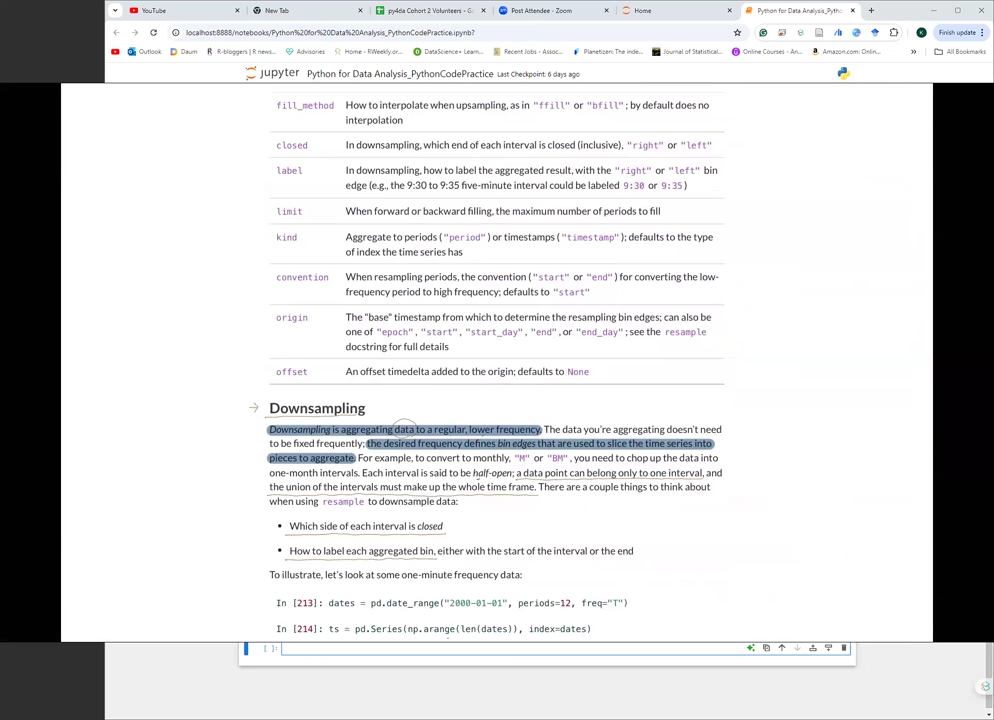 YouTube
New Tab
py4da Cohort 2 Volunteers - Go
Post Attendee - Zoom
Home
Python for Data Analysis_Pytho
localhost:8888/notebooks/Python%20for%20Data%20Analysis_PythonCodePractice.ipynb?
Finish update
Outlook
Daum
R-bloggers | R news...
Advisories
Home - RWeekly.or...
DataScience+ Learn...
Recent Jobs - Assoc...
Planetizen: The inde...
Journal of Statistical...
Online Courses - An...
Amazon.com: Onlin...
»
All Bookmarks
jupyter Python for Data Analysis_PythonCodePractice Last Checkpoint: 6 days ago
fill_method How to interpolate when upsampling, as in "ffill" or "bfill"; by default does no
interpolation
closed In downsampling, which end of each interval is closed (inclusive), "right" or "left"
label In downsampling, how to label the aggregated result, with the "right" or "left" bin
edge (e.g., the 9:30 to 9:35 five-minute interval could be labeled 9:30 or 9:35)
limit When forward or backward filling, the maximum number of periods to fill
kind Aggregate to periods ("period") or timestamps ("timestamp"); defaults to the type
of index the time series has
convention When resampling periods, the convention ("start" or "end") for converting the low-
frequency period to high frequency; defaults to "start"
origin The "base" timestamp from which to determine the resampling bin edges; can also be
one of "epoch", "start", "start_day", "end", or "end_day"; see the resample
docstring for full details
offset An offset timedelta added to the origin; defaults to None
Downsampling
Downsampling is aggregating data to a regular, lower frequency. The data you're aggregating doesn't need
to be fixed frequently; the desired frequency defines bin edges that are used to slice the time series into
pieces to aggregate. For example, to convert to monthly, "M" or "BM", you need to chop up the data into
one-month intervals. Each interval is said to be half-open; a data point can belong only to one interval, and
the union of the intervals must make up the whole time frame. There are a couple things to think about
when using resample to downsample data:
• Which side of each interval is closed
• How to label each aggregated bin, either with the start of the interval or the end
To illustrate, let's look at some one-minute frequency data:
In [213]: dates = pd.date_range("2000-01-01", periods=12, freq="T")
In [214]: ts = pd.Series(np.arange(len(dates)), index=dates)
[ ]: